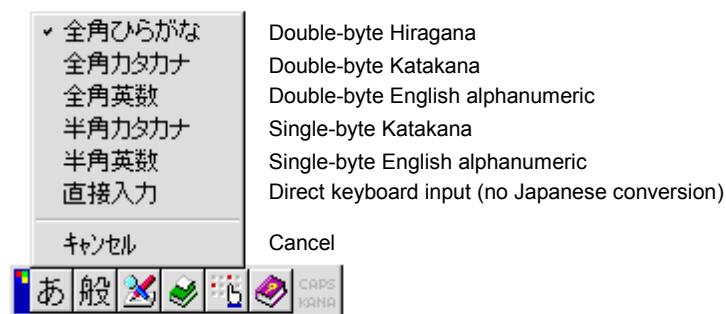 ✓ 全角ひらがな Double-byte Hiragana
全角カタカナ Double-byte Katakana
全角英数 Double-byte English alphanumeric
半角カタカナ Single-byte Katakana
半角英数 Single-byte English alphanumeric
直接入力 Direct keyboard input (no Japanese conversion)
ｷｬﾝｾﾙ Cancel
あ 般 CAPS
KANA